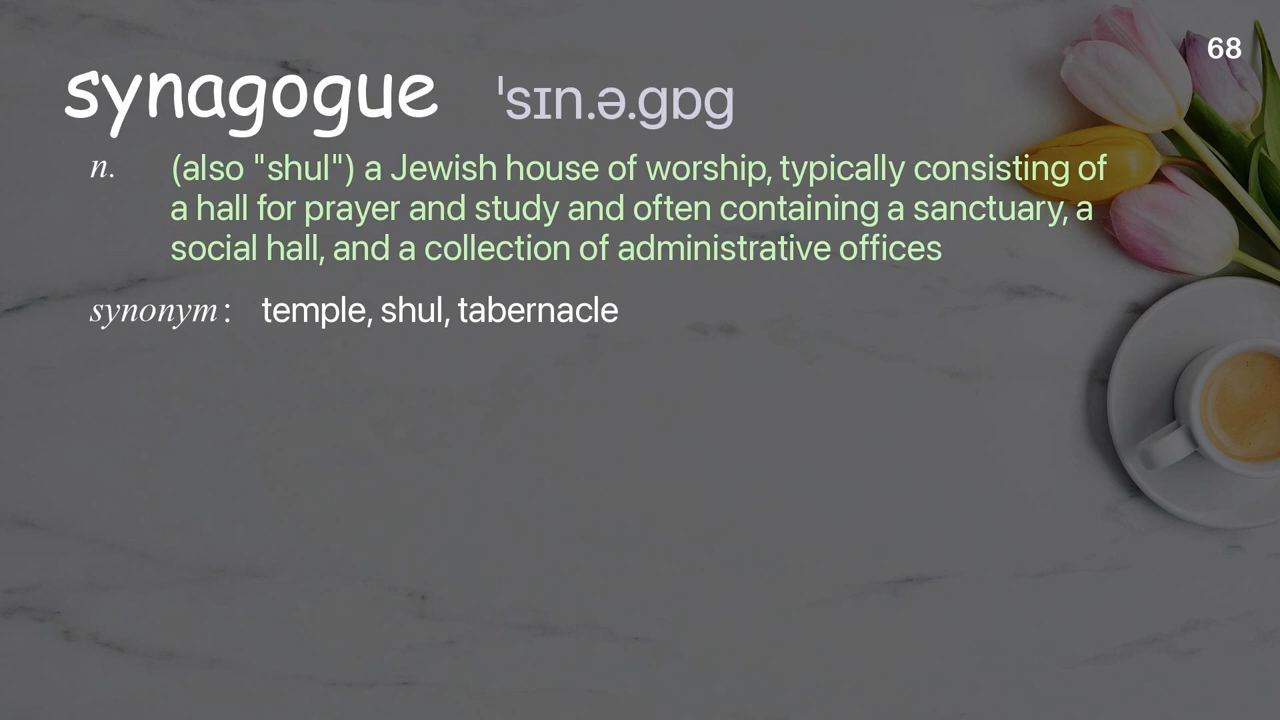 68
synagogue ˈsɪn.ə.gɒg
n. (also "shul") a Jewish house of worship, typically consisting of
a hall for prayer and study and often containing a sanctuary, a
social hall, and a collection of administrative offices
synonym: temple, shul, tabernacle